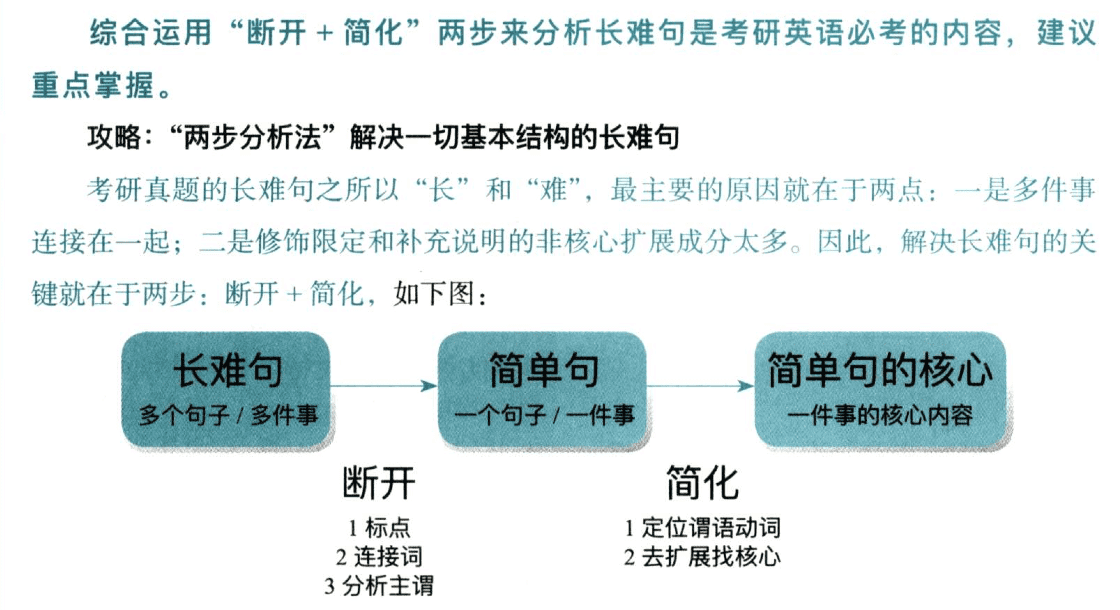 综合运用“断开 + 简化”两步来分析长难句是考研英语必考的内容，建议
重点掌握。
攻略：“两步分析法”解决一切基本结构的长难句
考研真题的长难句之所以“长”和“难”，最主要的原因就在于两点：一是多件事
连接在一起；二是修饰限定和补充说明的非核心扩展成分太多。因此，解决长难句的关
键就在于两步：断开 + 简化，如下图：
长难句
多个句子 / 多件事
简单句
一个句子 / 一件事
简单句的核心
一件事的核心内容
断开
1 标点
2 连接词
3 分析主谓
简化
1 定位谓语动词
2 去扩展找核心